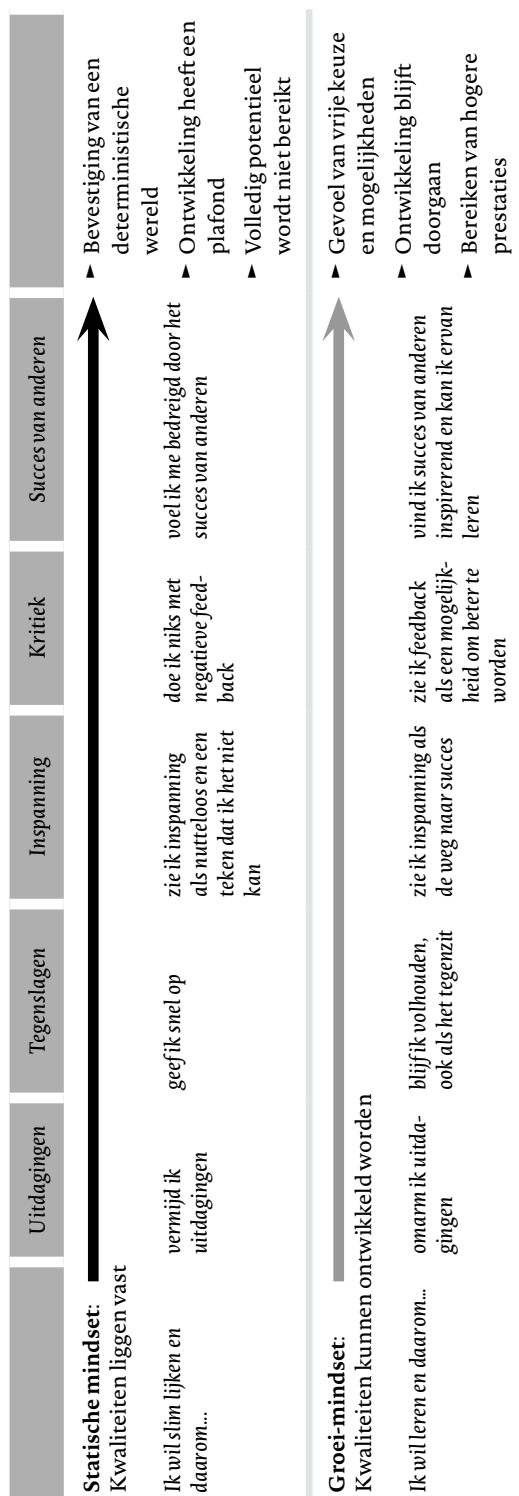 Uitdagingen
Tegenslagen
Inspanning
Kritiek
Succes van anderen
Statische mindset:
Kwaliteiten liggen vast
Ik wil slim lijken en
daarom...
vermijd ik
uitdagingen
geef ik snel op
zie ik inspanning
als nutteloos en een
teken dat ik het niet
kan
doe ik niks met
negatieve feed-
back
voel ik me bedreigd door het
succes van anderen
► Bevestiging van een
deterministische
wereld
► Ontwikkeling heeft een
plafond
► Volledig potentieel
wordt niet bereikt
Groei-mindset:
Kwaliteiten kunnen ontwikkeld worden
Ik wil leren en daarom...
omarm ik uitda-
gingen
blijf ik volhouden,
ook als het tegenzit
zie ik inspanning als
de weg naar succes
zie ik feedback
als een mogelijk-
heid om beter te
worden
vind ik succes van anderen
inspirerend en kan ik ervan
leren
► Gevoel van vrije keuze
en mogelijkheden
► Ontwikkeling blijft
doorgaan
► Bereiken van hogere
prestaties